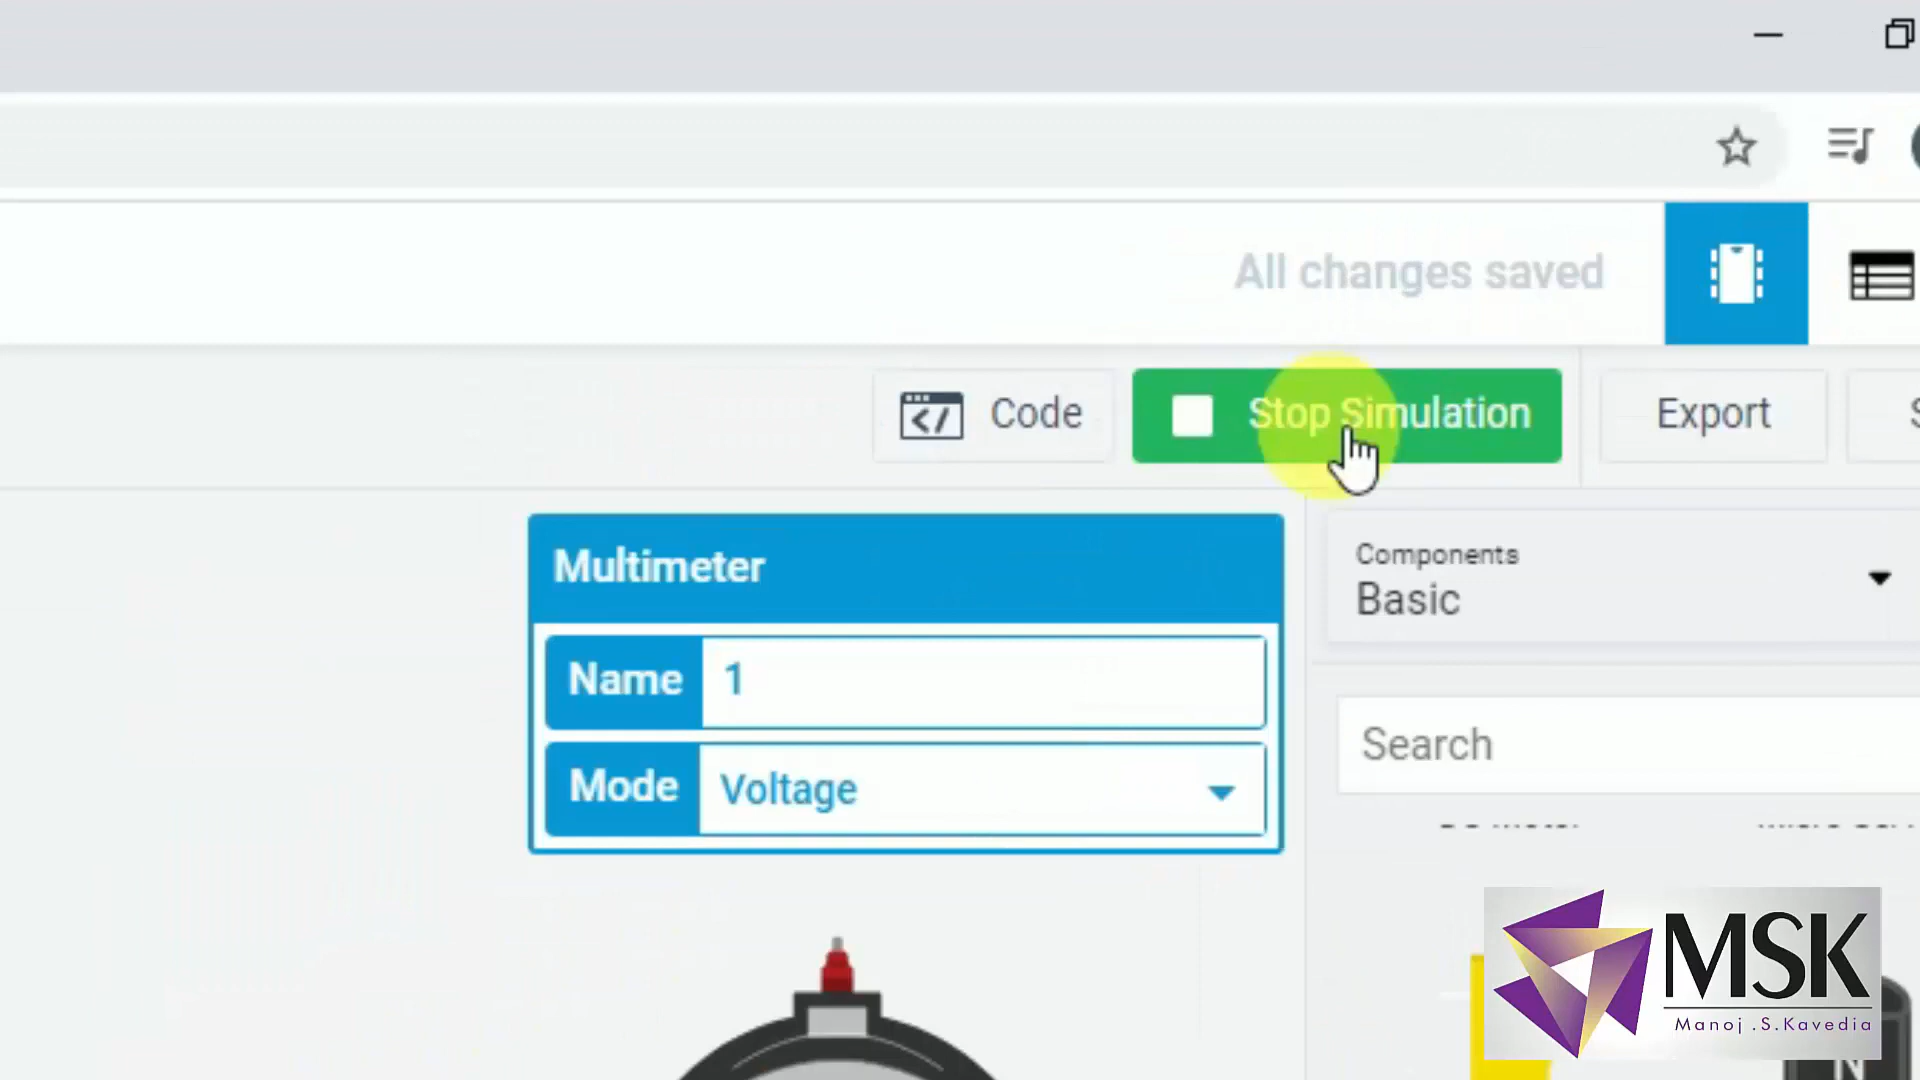 All changes saved
</> Code
Stop Simulation
Export
Multimeter
Name 1
Mode Voltage
Components
Basic
Search
MSK
Manoj .S.Kavedia
N